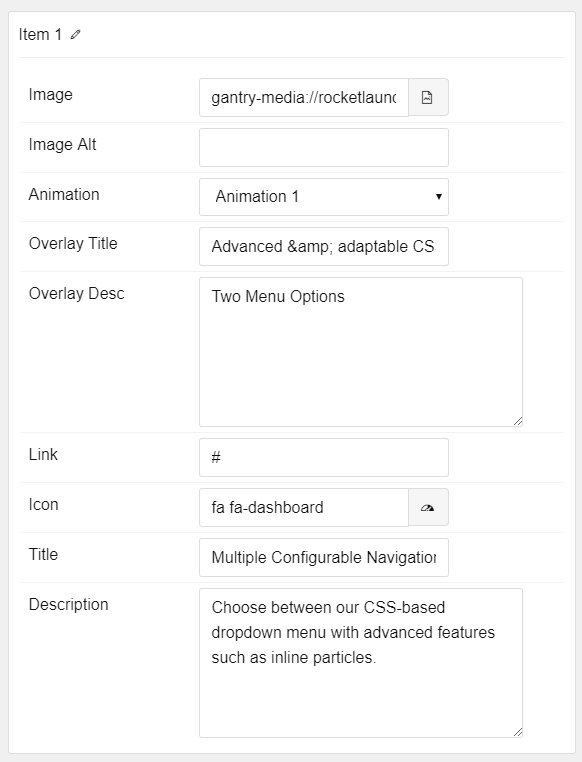 Item 1
Image
gantry-media://rocketlaunc
Image Alt
Animation
Animation 1
Overlay Title
Advanced &amp; adaptable CS
Overlay Desc
Two Menu Options
Link
#
Icon
fa fa-dashboard
Title
Multiple Configurable Navigation
Description
Choose between our CSS-based
dropdown menu with advanced features
such as inline particles.